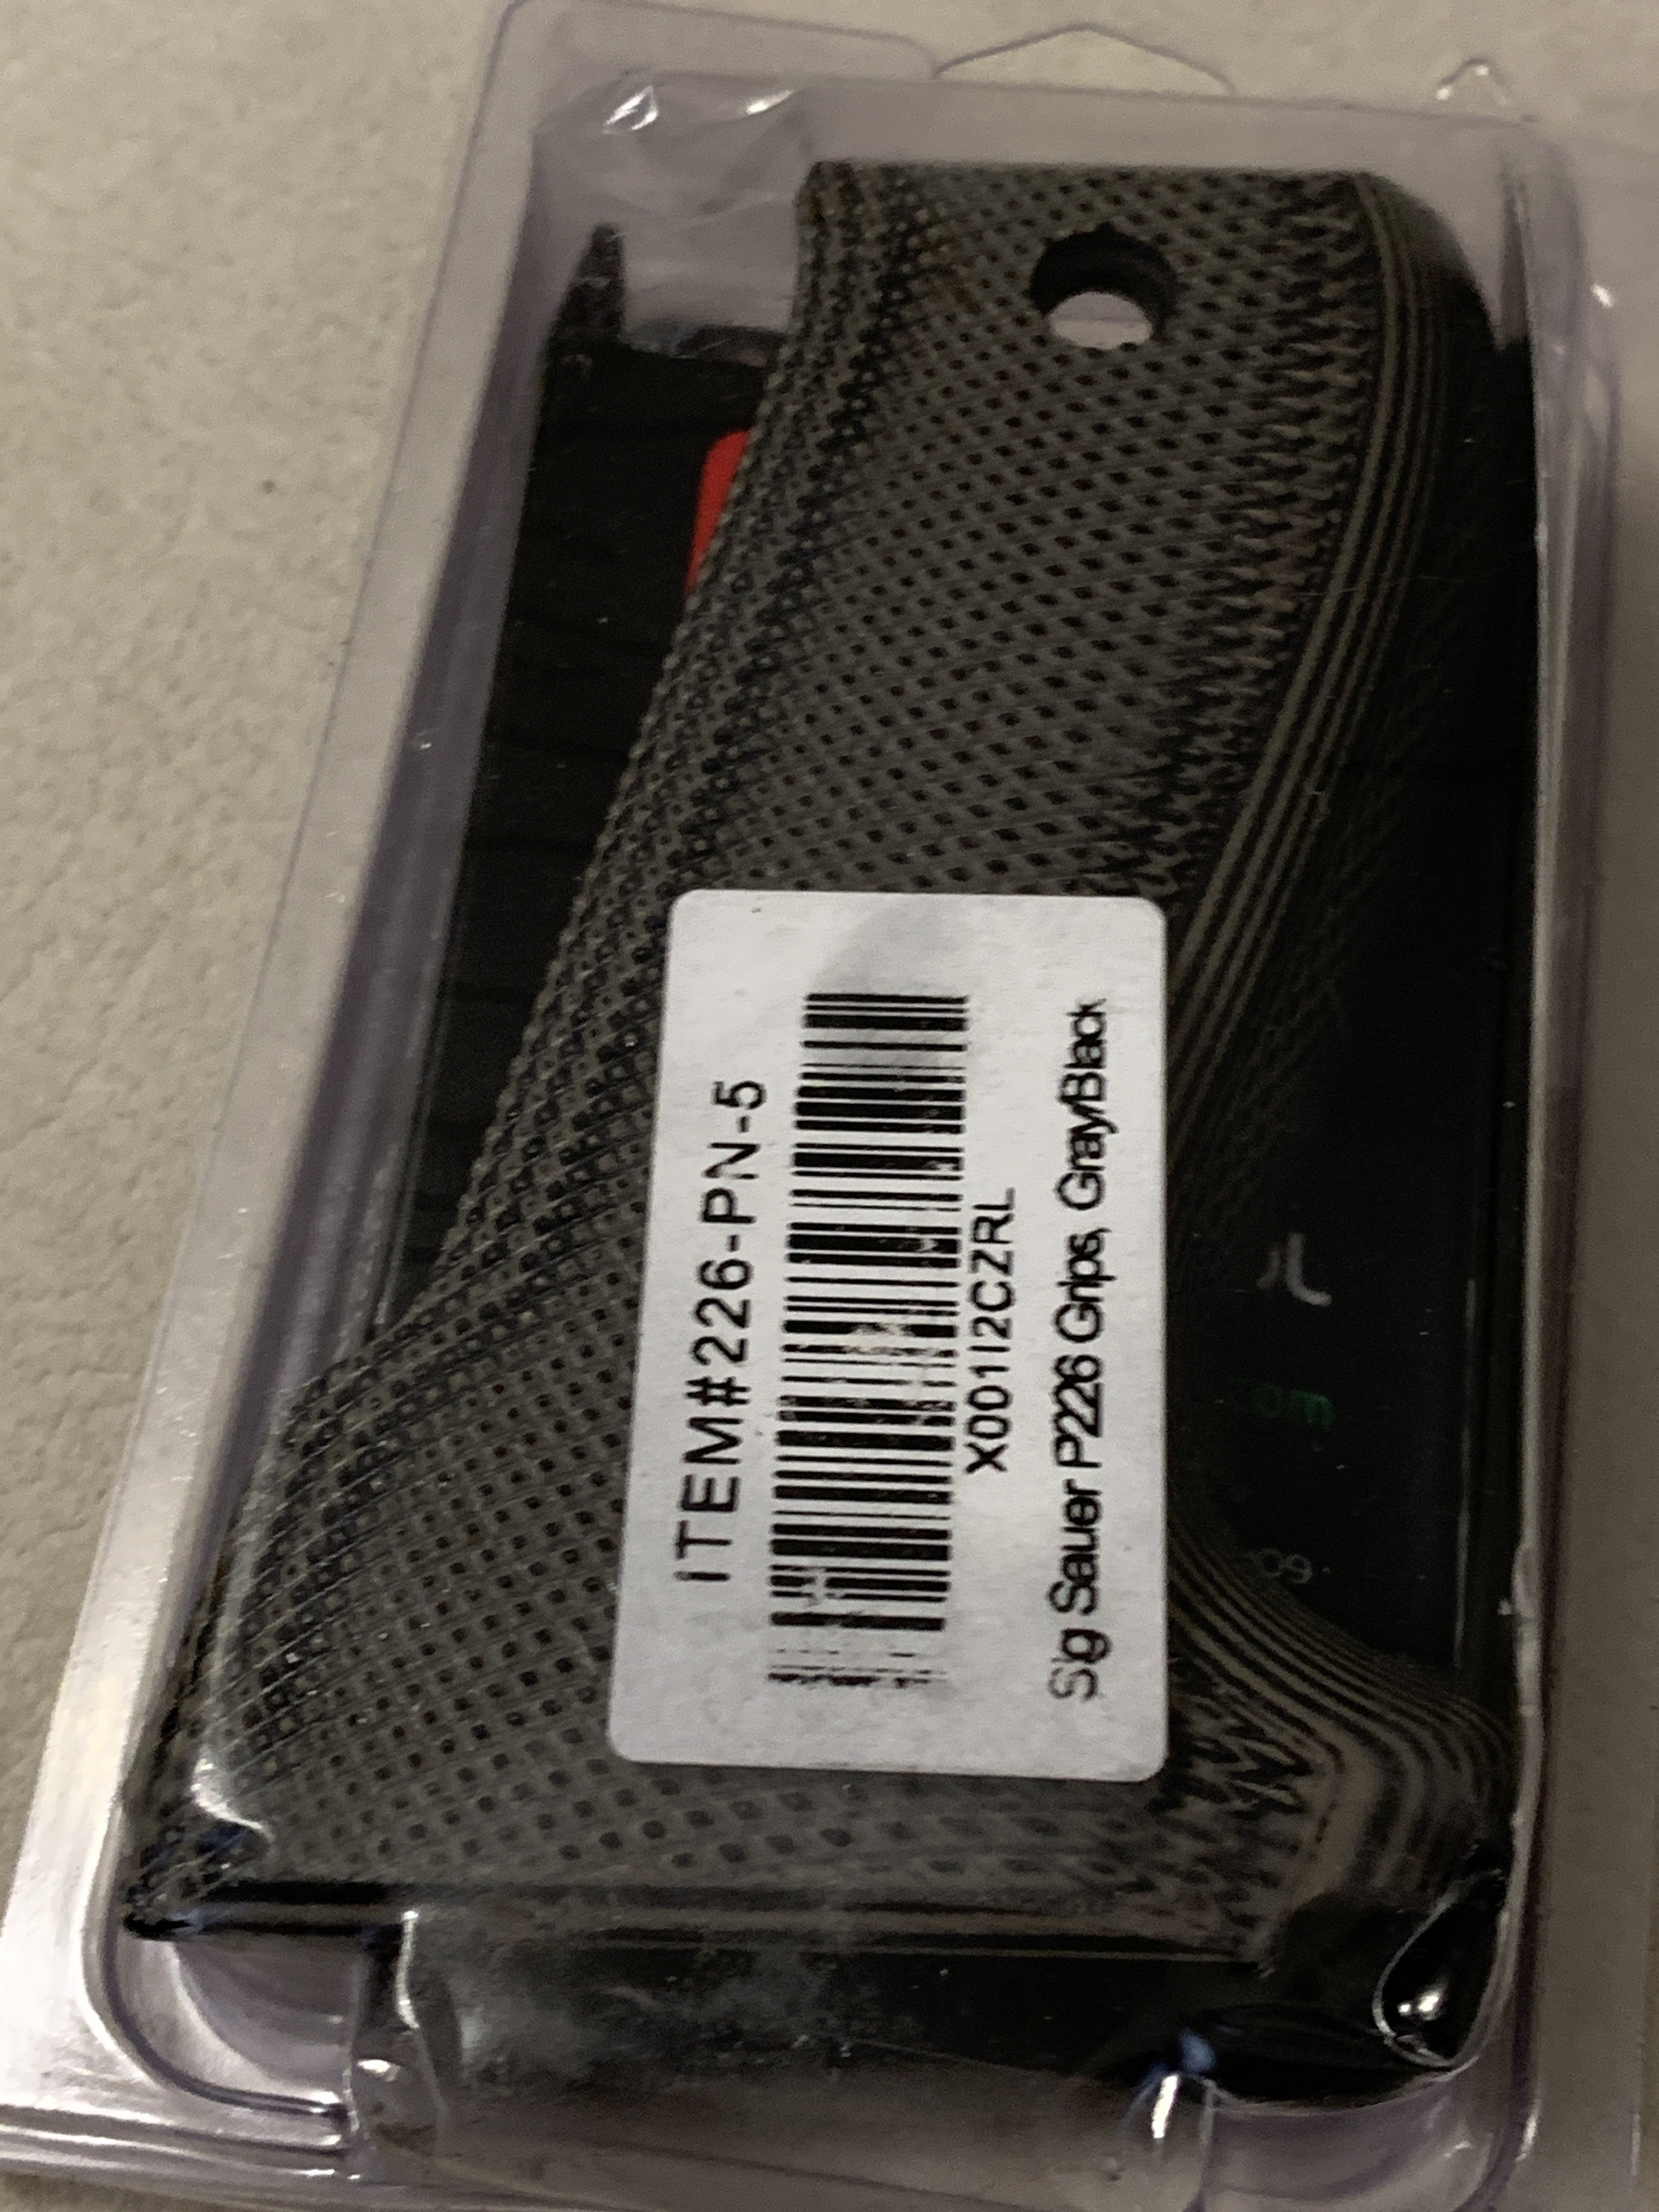 ITEM#226-PN-5
X001I2CZRL
Sig Sauer P226 Grips, Gray/Black